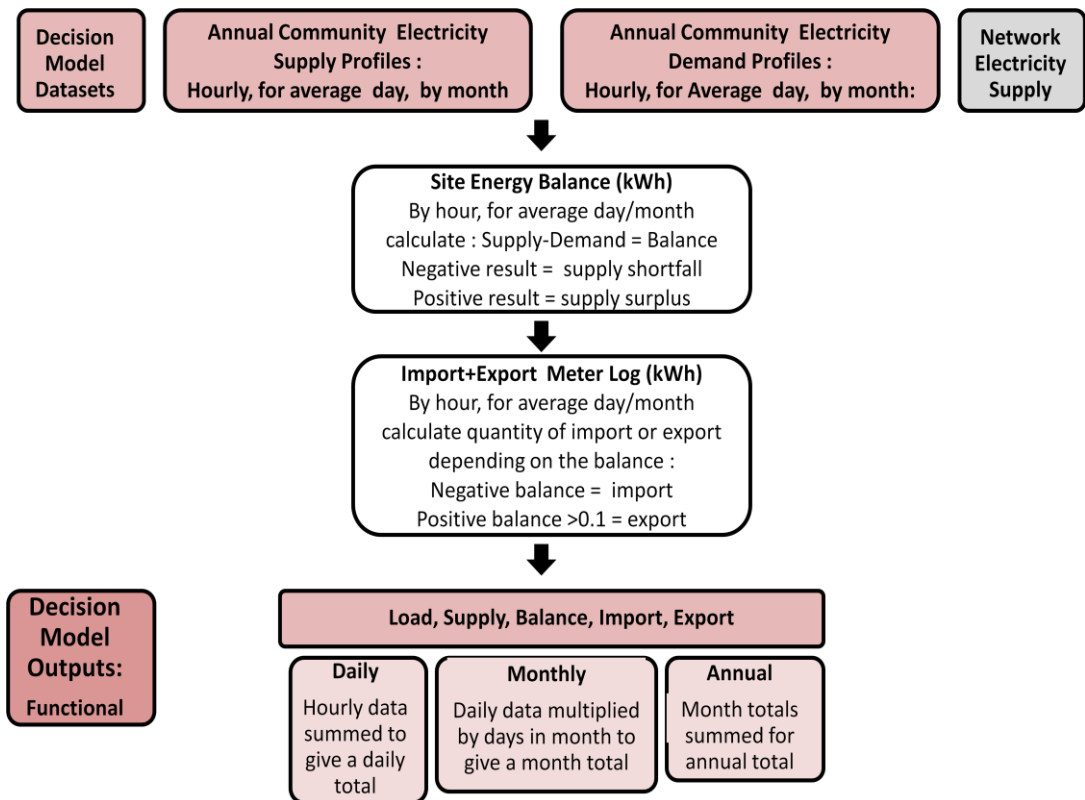 Decision
Model
Datasets
Annual Community Electricity
Supply Profiles :
Hourly, for average day, by month
Annual Community Electricity
Demand Profiles :
Hourly, for Average day, by month:
Network
Electricity
Supply
Site Energy Balance (kWh)
By hour, for average day/month
calculate : Supply-Demand = Balance
Negative result = supply shortfall
Positive result = supply surplus
Import+Export Meter Log (kWh)
By hour, for average day/month
calculate quantity of import or export
depending on the balance :
Negative balance = import
Positive balance >0.1 = export
Decision
Model
Outputs:
Functional
Load, Supply, Balance, Import, Export
Daily
Hourly data
summed to
give a daily
total
Monthly
Daily data multiplied
by days in month to
give a month total
Annual
Month totals
summed for
annual total